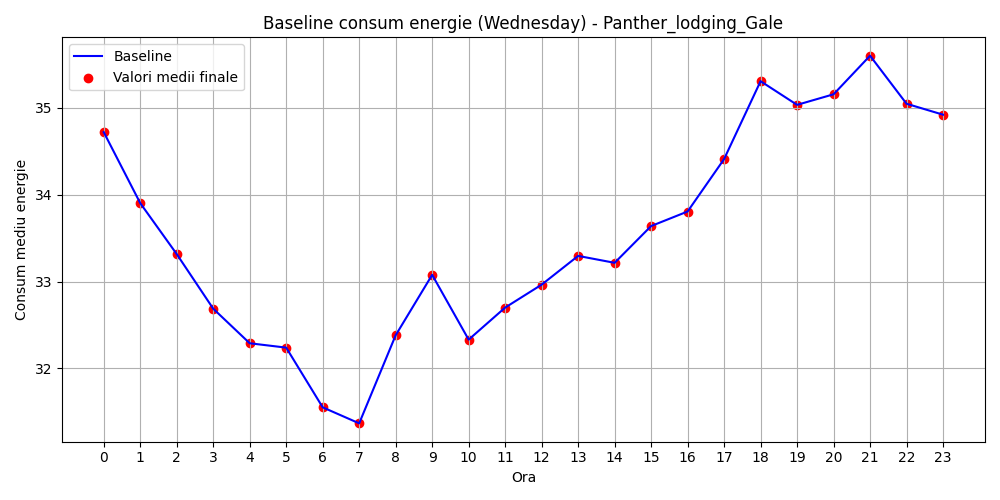 Baseline consum energie (Wednesday) - Panther_lodging_Gale
Baseline
Valori medii finale
Consum mediu energie
35
34
33
32
0 1 2 3 4 5 6 7 8 9 10 11 12 13 14 15 16 17 18 19 20 21 22 23
Ora